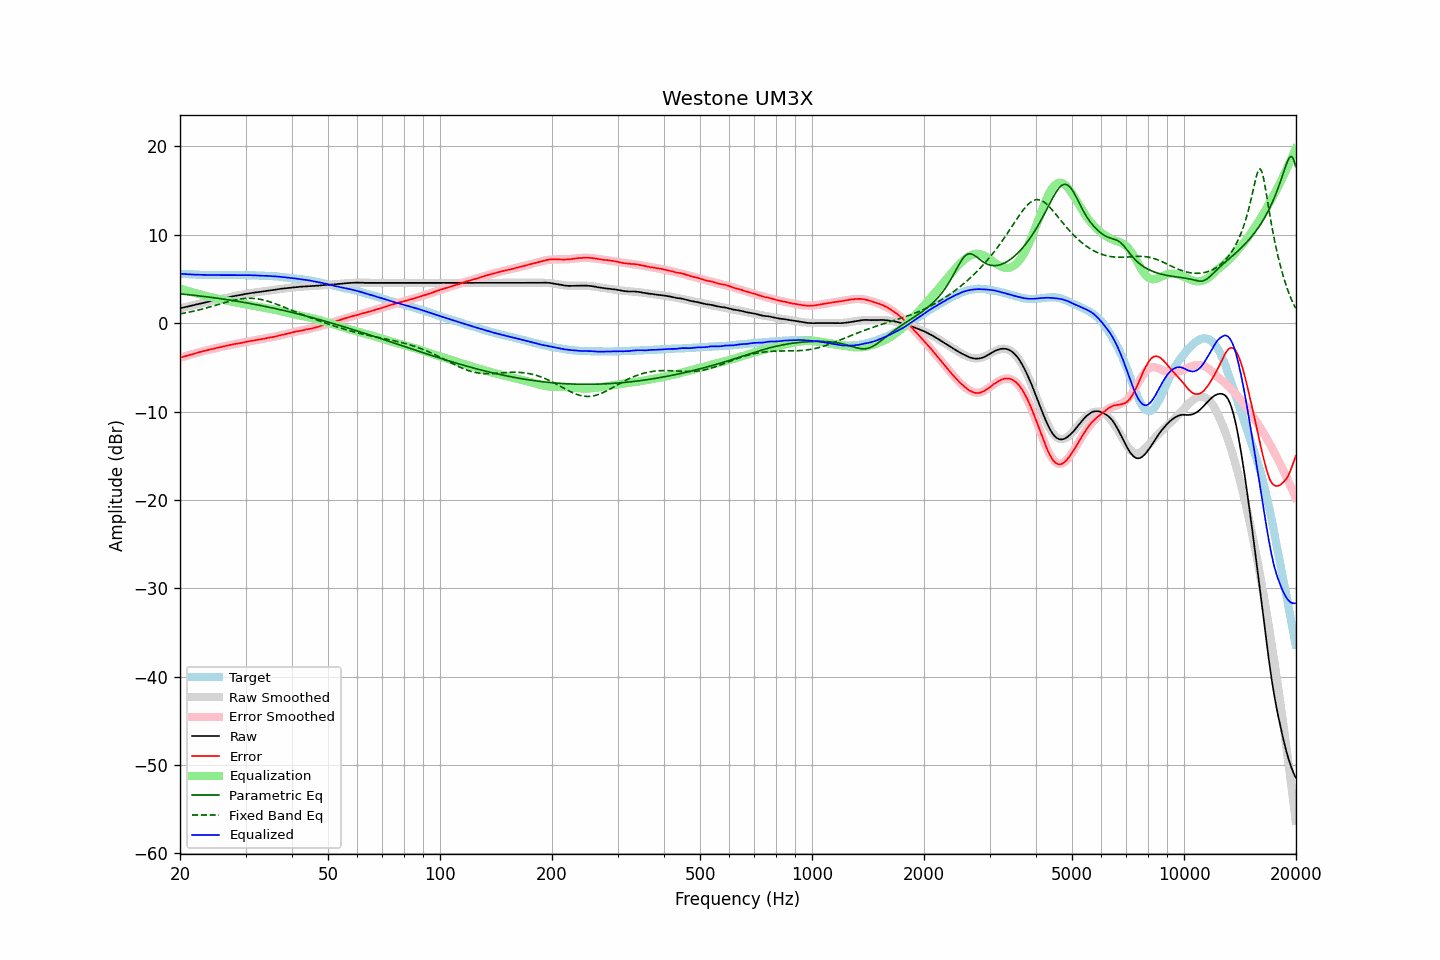 Westone UM3X
20
10
0
−10
−20
−30
−40
−50
−60
Amplitude (dBr)
Target
Raw Smoothed
Error Smoothed
Raw
Error
Equalization
Parametric Eq
Fixed Band Eq
Equalized
20 50 100 200 500 1000 2000 5000 10000 20000
Frequency (Hz)